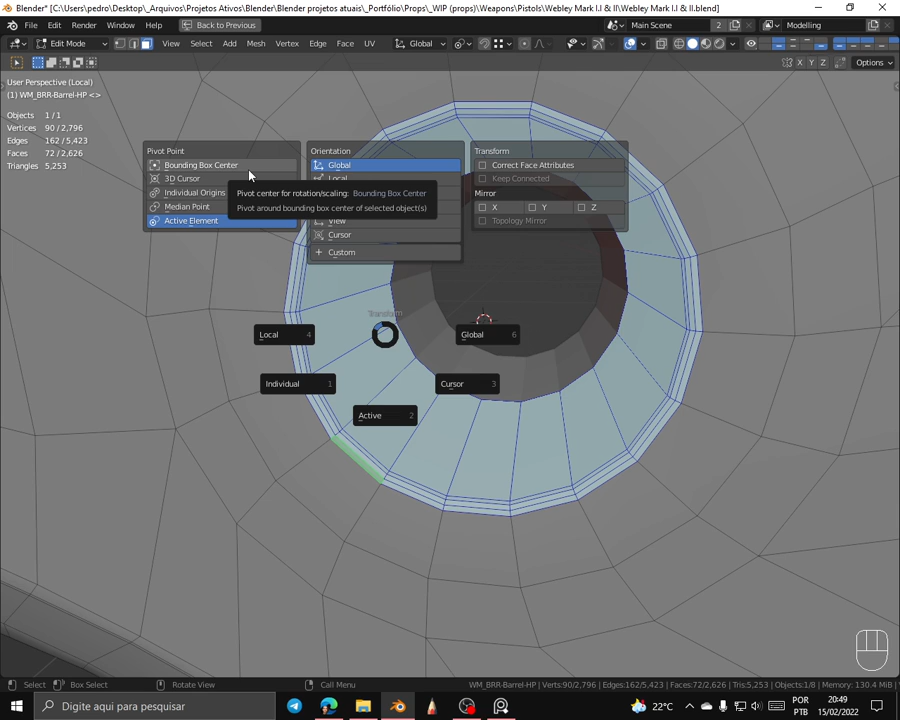 Blender* [C:\Users\pedro\_Arquivos\Projetos Ativos\Blender\Blender projetos atuais\_Portfólio\Props\_WIP (props)\Weapons\Pistols\Webley Mark I.I & II\Webley Mark I.I & II.blend]
File Edit Render Window Help Back to Previous Main Scene 2 Modelling
Edit Mode View Select Add Mesh Vertex Edge Face UV Global
X Y Z Options
User Perspective (Local)
(1) WM_BRR-Barrel-HP <>
Objects 1/1
Vertices 90/2,796
Edges 162/5,423
Faces 72/2,626
Triangles 5,253
Pivot Point
Bounding Box Center
3D Cursor
Individual Origins
Median Point
Active Element
Orientation
Global
Local
View
Cursor
Custom
Transform
Correct Face Attributes
Keep Connected
Mirror
X Y Z
Topology Mirror
Pivot center for rotation/scaling: Bounding Box Center
Pivot around bounding box center of selected object(s)
Transform
Local 4
Global 6
Individual 1
Cursor 3
Active 2
Select Box Select Rotate View Call Menu WM_BRR-Barrel-HP | Verts:90/2,796 | Edges:162/5,423 | Faces:72/2,626 | Tris:5,253 | Objects:1/8 | Memory: 130.4 MiB
Digite aqui para pesquisar
22°C
POR
PTB
20:49
15/02/2022